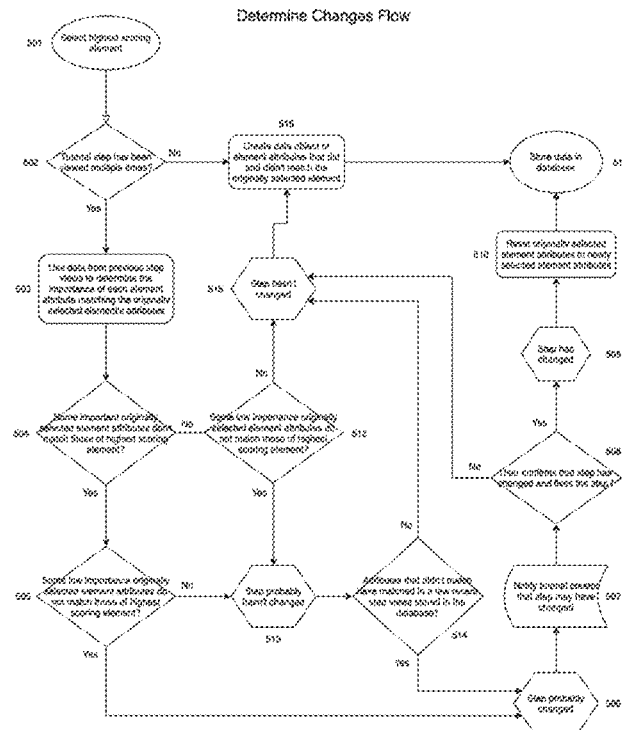 Determine Changes Flow
501
Select highest scoring
element
502
Tutorial step has been
viewed multiple times?
No
Yes
516
Create data object of
element attributes that did
and didn't match the
originally selected element
Store data in
database
51
503
Use data from previous step
views to determine the
importance of each element
attribute matching the originally
selected element's attributes
515
Step hasn't
changed
510
Reset originally selected
element attributes to newly
selected element attributes
Step has
changed
509
504
Some important originally
selected element attributes don't
match those of highest scoring
element?
No
Yes
Some low importance originally
selected element attributes do
not match those of highest
scoring element?
512
No
Yes
User confirms that step has
changed and fixes the step?
508
No
Yes
505
Some low importance originally
selected element attributes do
not match those of highest
scoring element?
No
Yes
Step probably
hasn't changed
513
Attributes that didn't match
have matched in a few recent
step views stored in the
database?
514
No
Yes
Notify tutorial creator
that step may have
changed
507
Step probably
changed
506